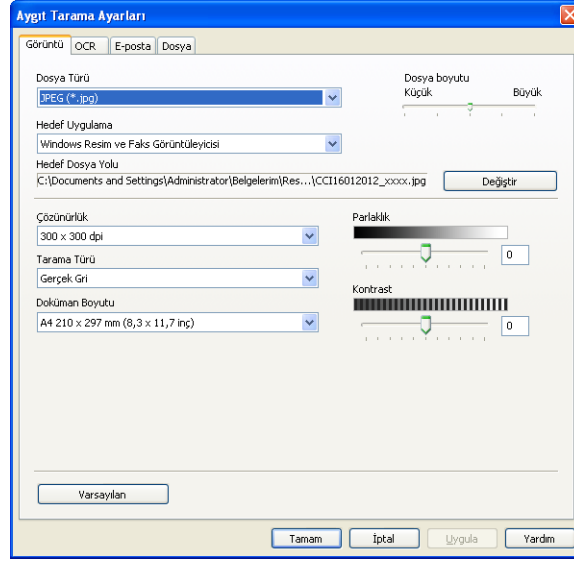 Aygıt Tarama Ayarları
Görüntü OCR E-posta Dosya
Dosya Türü
JPEG (*.jpg)
Dosya boyutu
Küçük Büyük
Hedef Uygulama
Windows Resim ve Faks Görüntüleyicisi
Hedef Dosya Yolu
C:\Documents and Settings\Administrator\Belgelerim\Res...\CCI16012012_xxxx.jpg Değiştir
Çözünürlük
300 x 300 dpi
Tarama Türü
Gerçek Gri
Doküman Boyutu
A4 210 x 297 mm (8,3 x 11,7 inç)
Parlaklık
0
Kontrast
0
Varsayılan
Tamam İptal Uygula Yardım